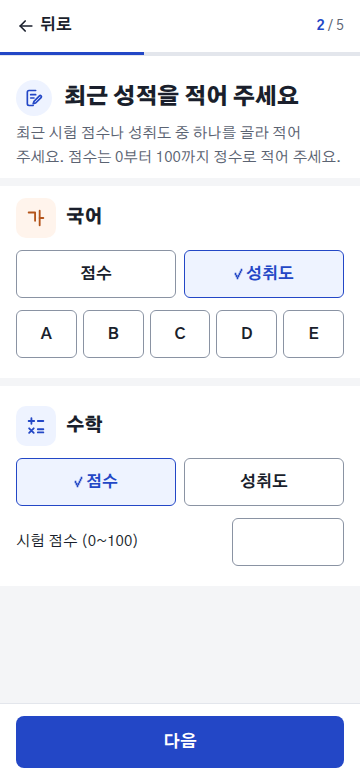 ← 뒤로
2 / 5
최근 성적을 적어 주세요
최근 시험 점수나 성취도 중 하나를 골라 적어
주세요. 점수는 0부터 100까지 정수로 적어 주세요.
가 국어
점수 ✓ 성취도
A B C D E
수학
✓ 점수 성취도
시험 점수 (0~100)
다음